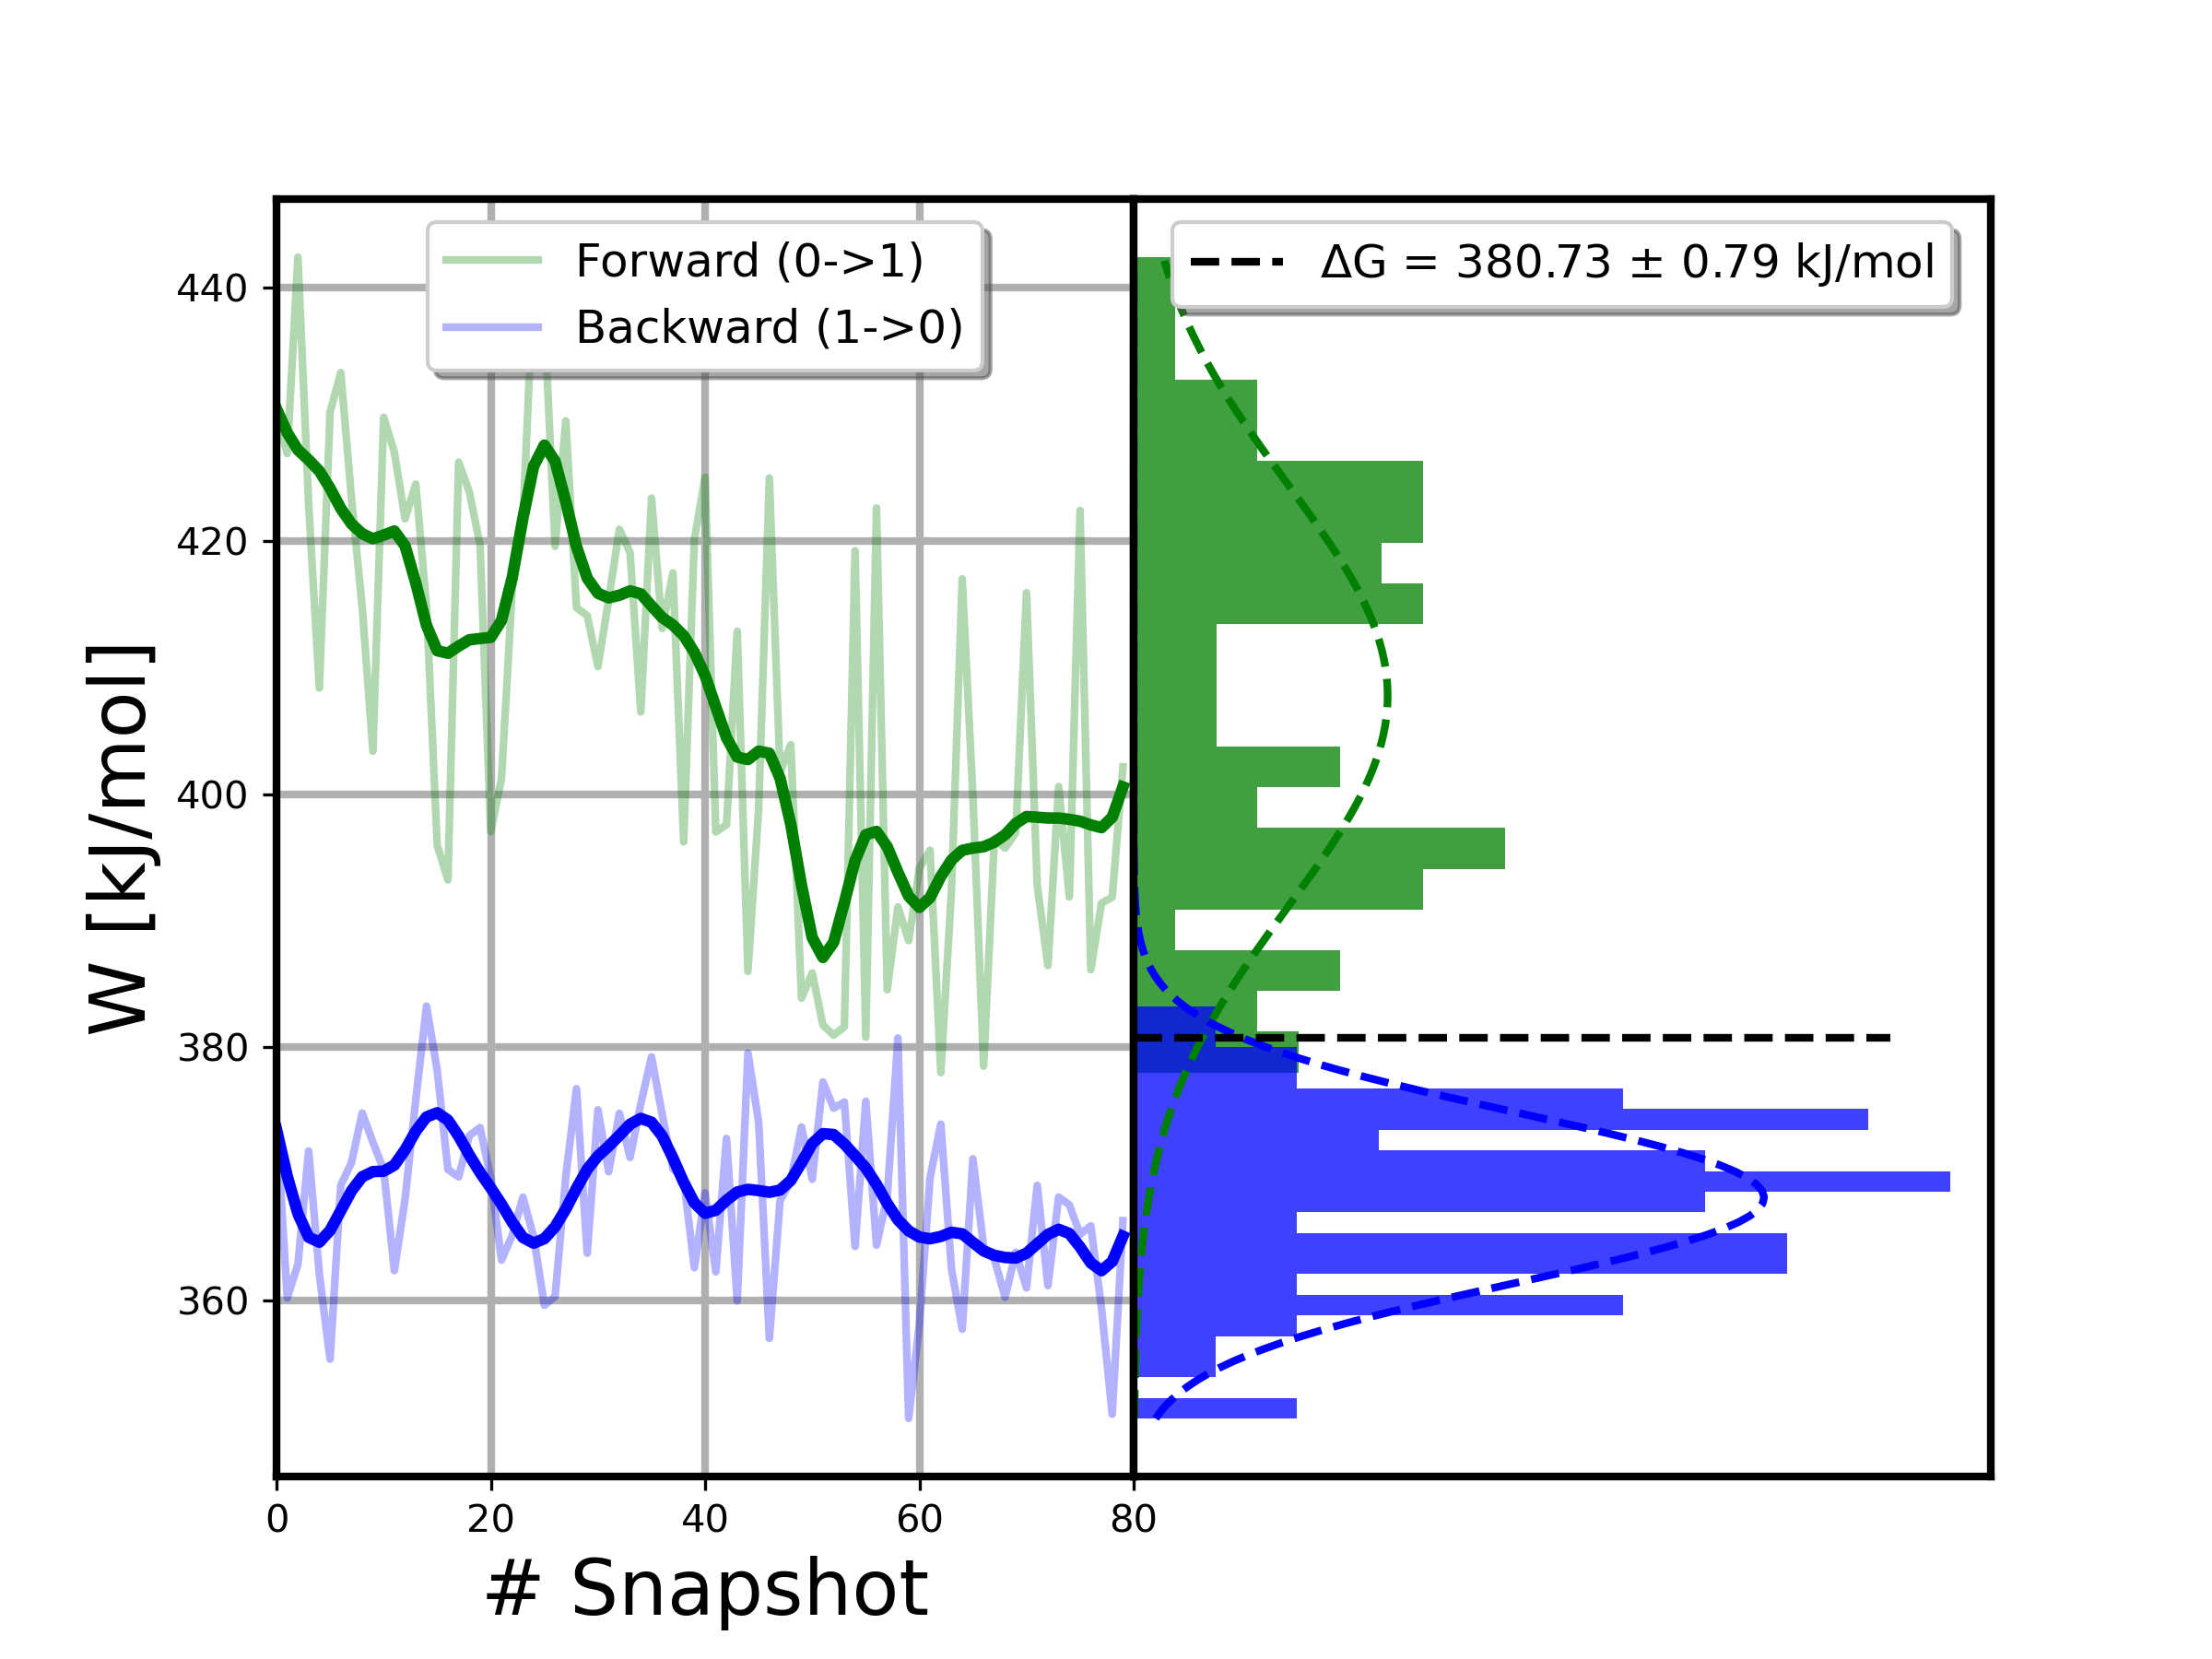 Forward (0->1)
Backward (1->0)
ΔG = 380.73 ± 0.79 kJ/mol
W [kJ/mol]
440
420
400
380
360
0
20
40
60
80
# Snapshot